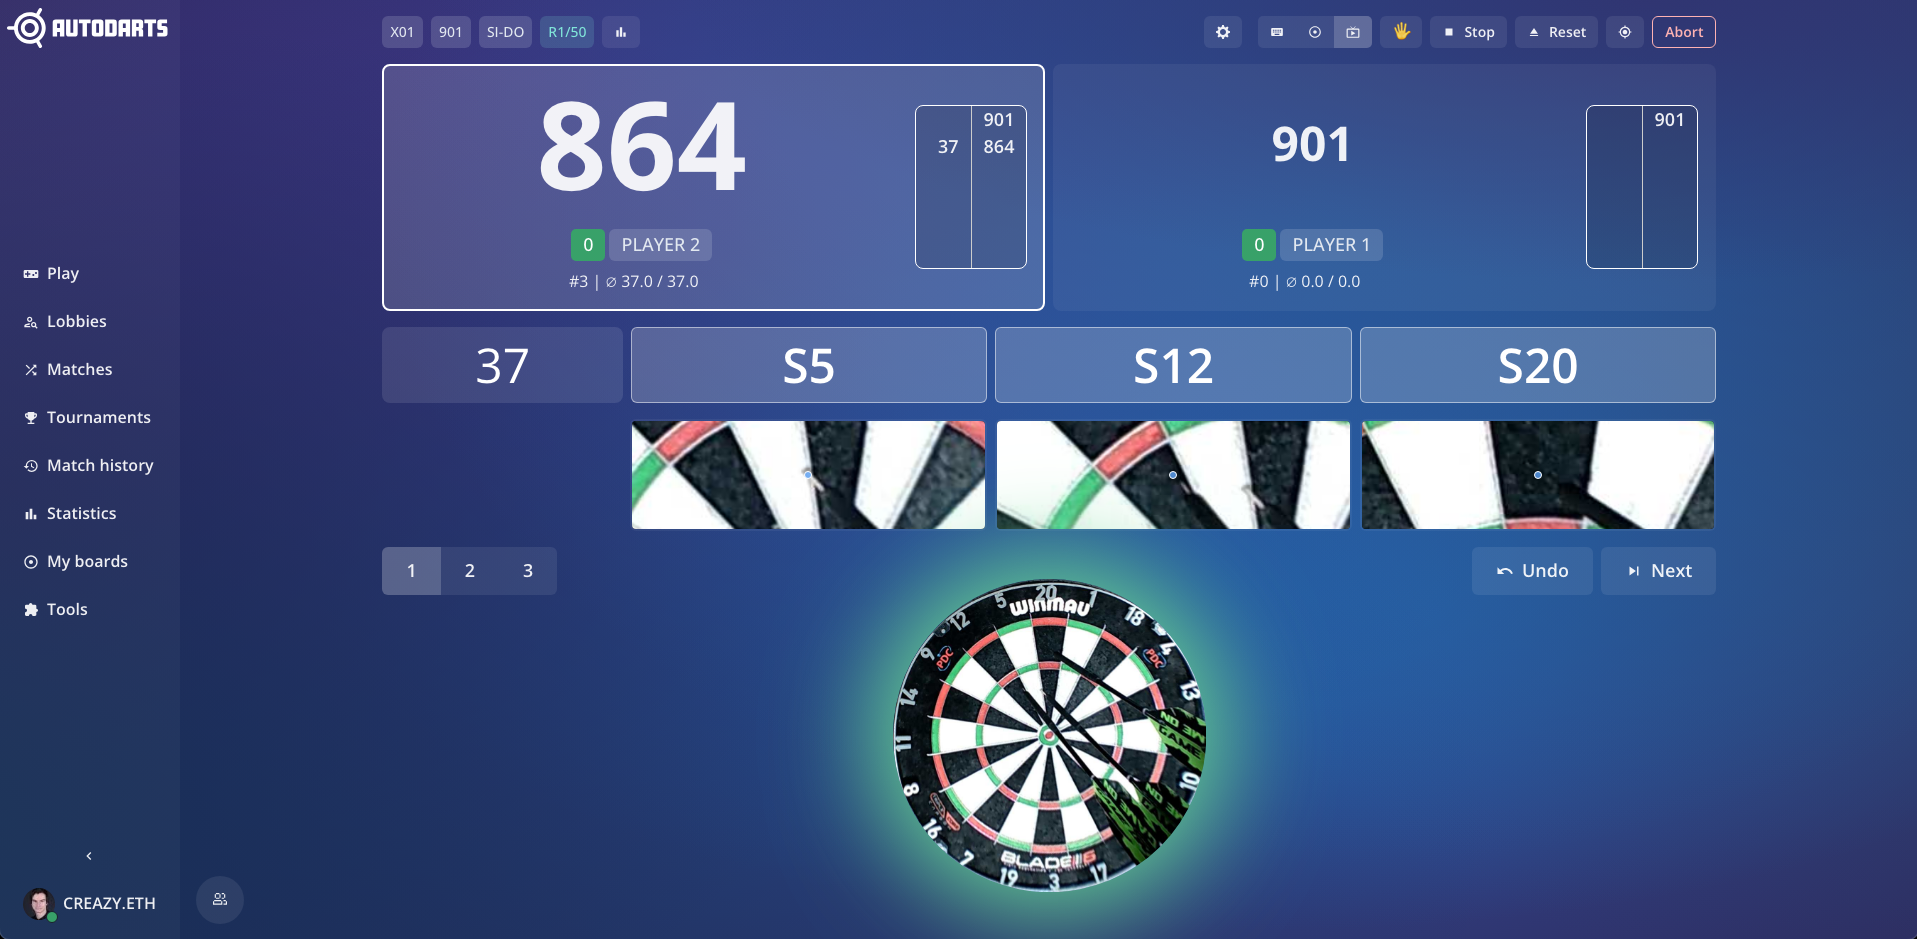 AUTODARTS
X01
901
SI-DO
R1/50
Stop
Reset
Abort
864
901
37 864
PLAYER 2
0
#3 | ∅ 37.0 / 37.0
901
901
0
PLAYER 1
#0 | ∅ 0.0 / 0.0
37
S5
S12
S20
1
2
3
Undo
Next
Play
Lobbies
Matches
Tournaments
Match history
Statistics
My boards
Tools
CREAZY.ETH
20
1
18
4
13
10
17
3
19
7
16
8
11
14
9
12
5
WINMAU
PDC
PDC
BLADE 6
NO
GAME